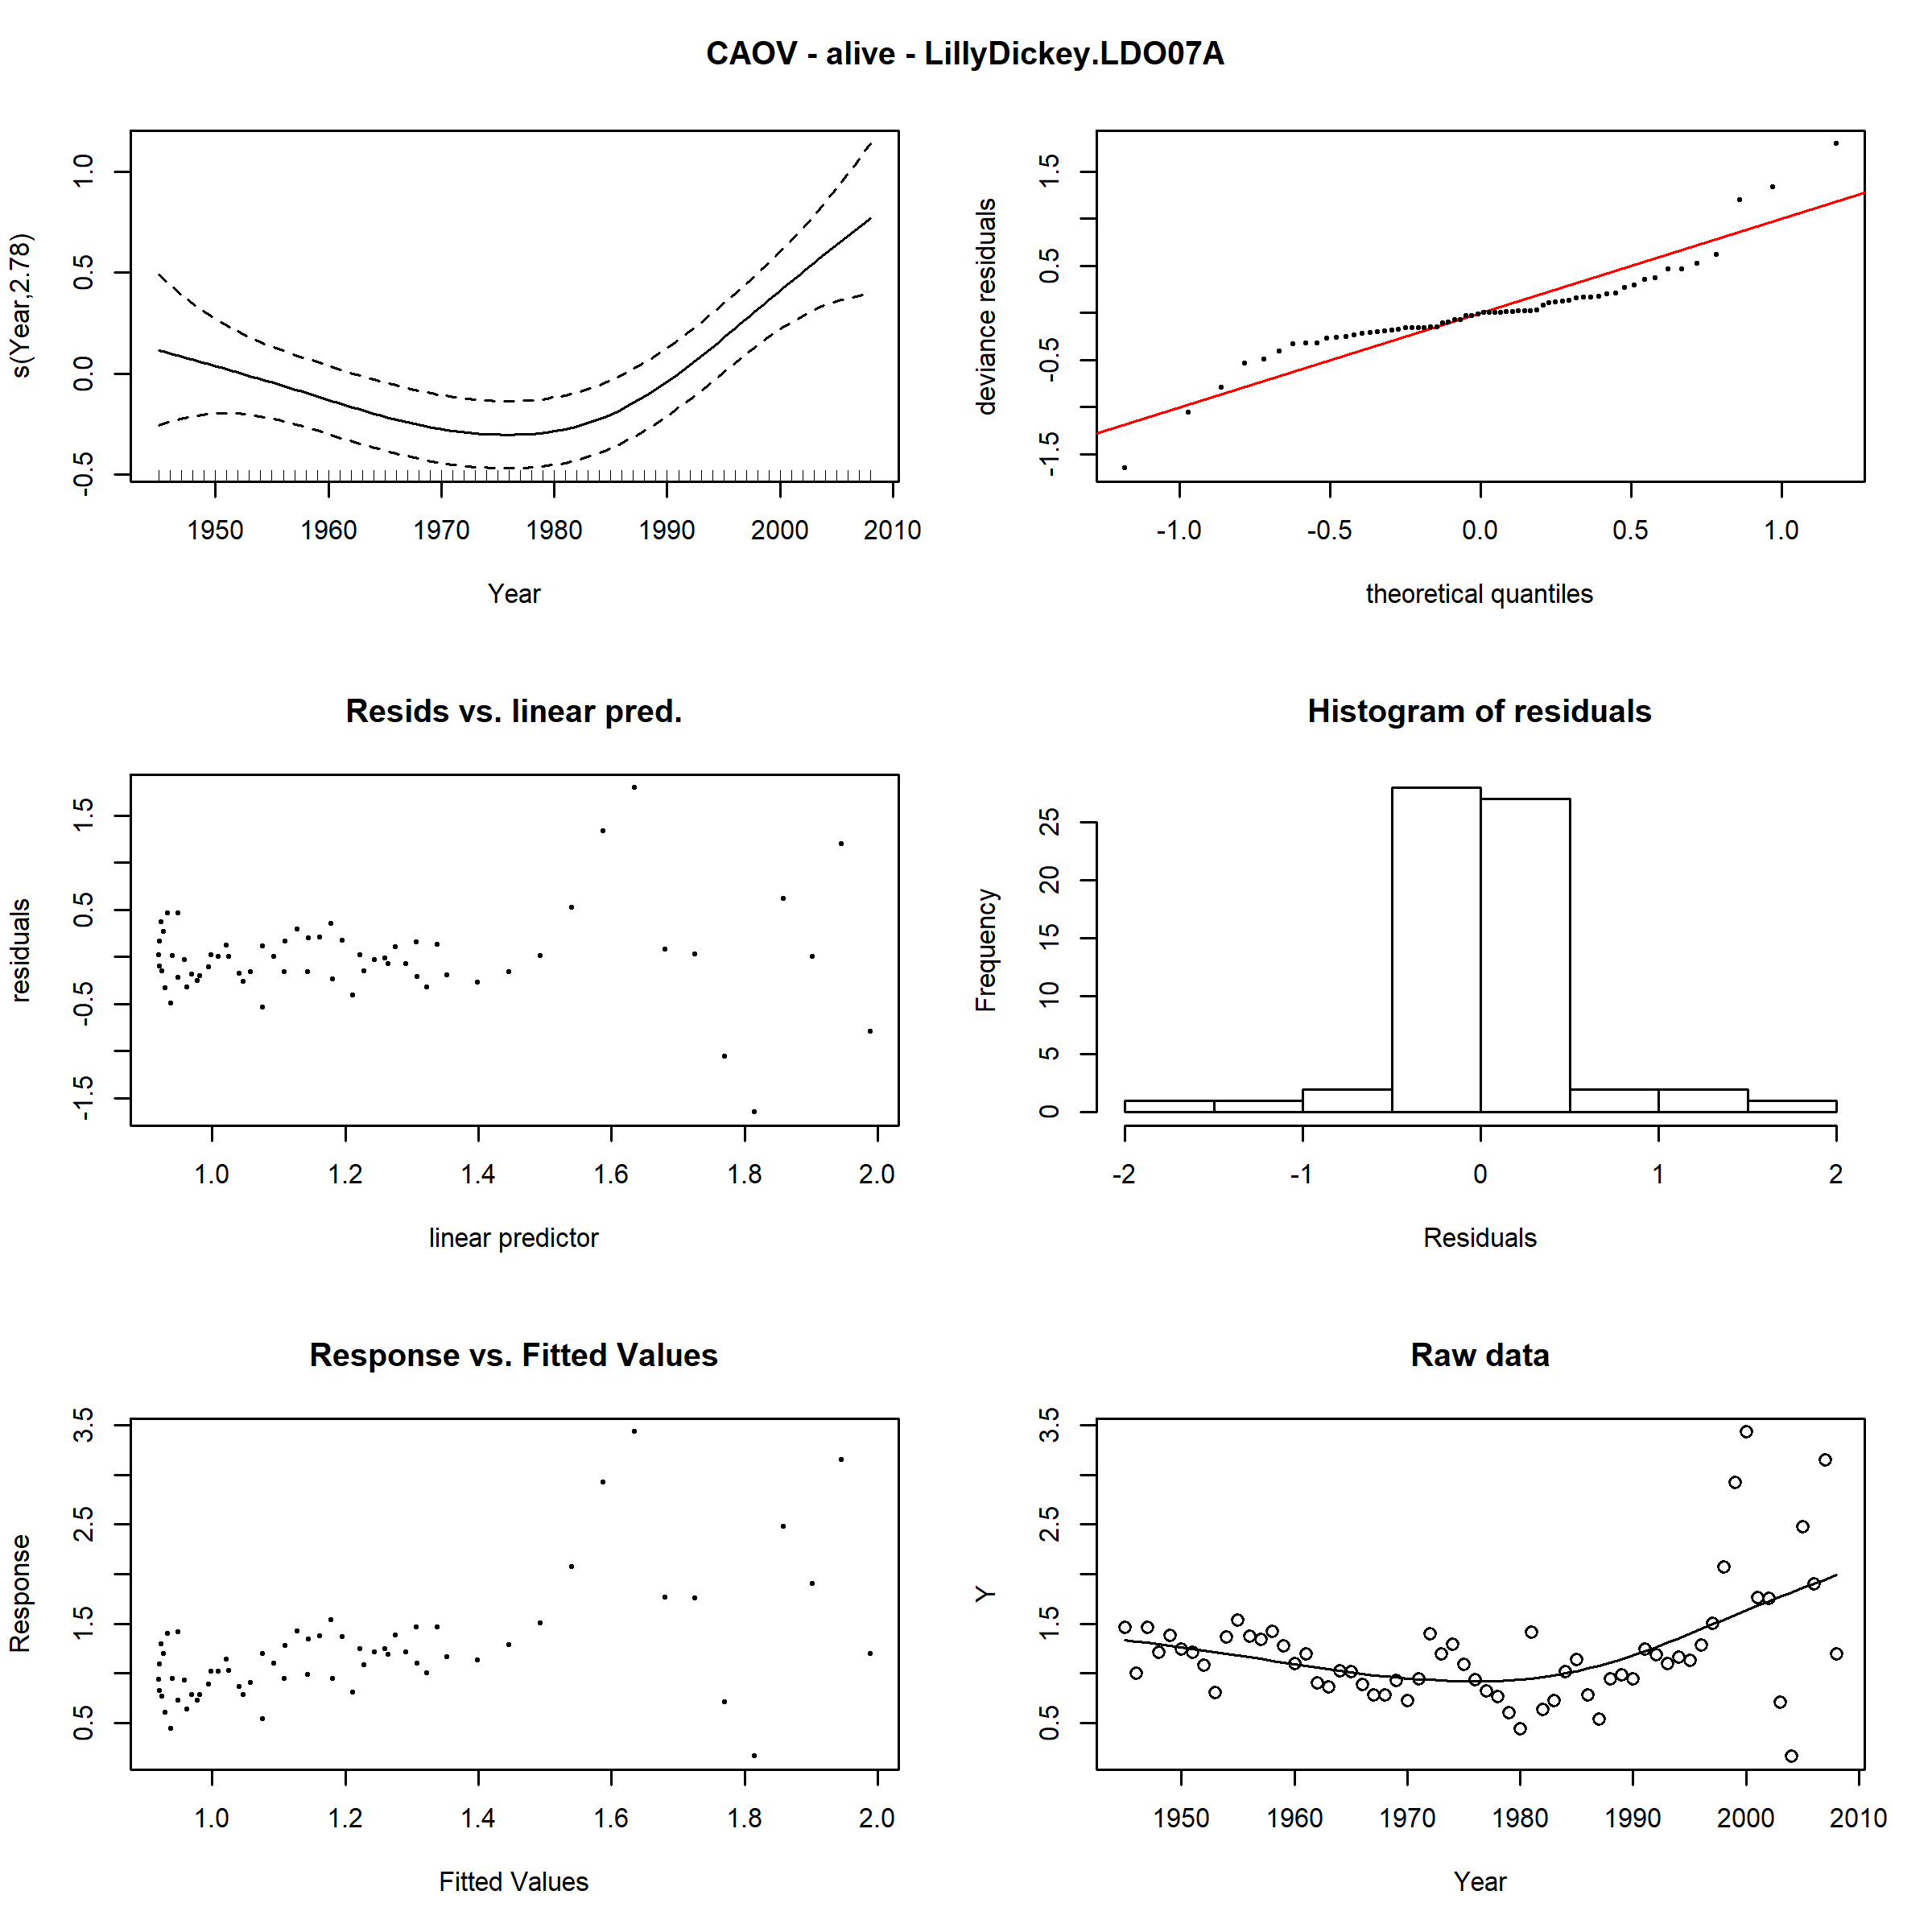 CAOV - alive - LillyDickey.LDO07A
s(Year,2.78)
1.0
0.5
0.0
-0.5
1950 1960 1970 1980 1990 2000 2010
Year
deviance residuals
1.5
0.5
-0.5
-1.5
-1.0 -0.5 0.0 0.5 1.0
theoretical quantiles
Resids vs. linear pred.
residuals
1.5
0.5
-0.5
-1.5
1.0 1.2 1.4 1.6 1.8 2.0
linear predictor
Histogram of residuals
Frequency
25
20
15
10
5
0
-2 -1 0 1 2
Residuals
Response vs. Fitted Values
Response
3.5
2.5
1.5
0.5
1.0 1.2 1.4 1.6 1.8 2.0
Fitted Values
Raw data
Y
3.5
2.5
1.5
0.5
1950 1960 1970 1980 1990 2000 2010
Year